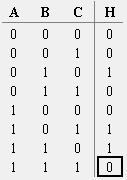 A B C H
0 0 0 0
0 0 1 0
0 1 0 1
0 1 1 0
1 0 0 0
1 0 1 1
1 1 0 1
1 1 1 0